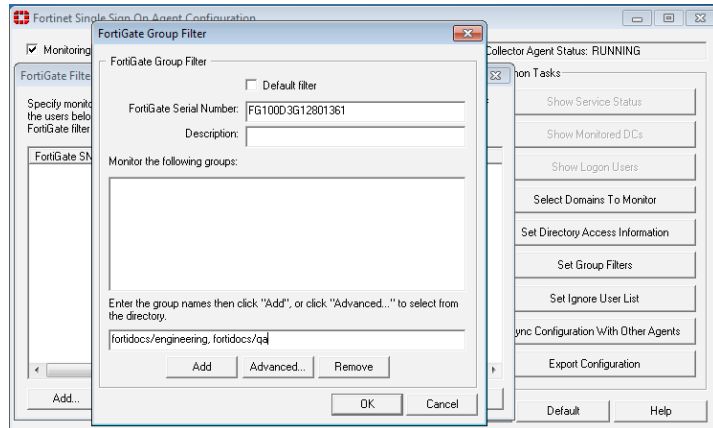 Fortinet Single Sign On Agent Configuration
FortiGate Group Filter
Monitoring
Collector Agent Status: RUNNING
FortiGate Filte
Specify monito
the users belo
FortiGate filter
FortiGate SN
Add...
FortiGate Group Filter
Default filter
FortiGate Serial Number: FG100D3G12801361
Description:
Monitor the following groups:
Enter the group names then click "Add", or click "Advanced..." to select from
the directory.
fortidocs/engineering, fortidocs/qa
Add Advanced... Remove
OK Cancel
on Tasks
Show Service Status
Show Monitored DCs
Show Logon Users
Select Domains To Monitor
Set Directory Access Information
Set Group Filters
Set Ignore User List
ync Configuration With Other Agents
Export Configuration
Default Help